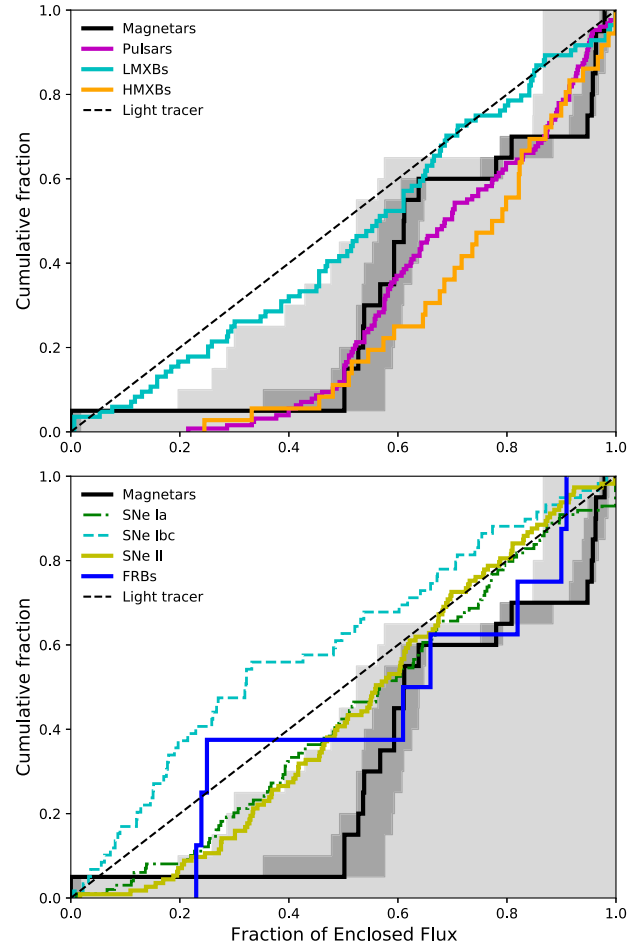 Magnetars
Pulsars
LMXBs
HMXBs
Light tracer
Cumulative fraction
1.0
0.8
0.6
0.4
0.2
0.0
0.0 0.2 0.4 0.6 0.8 1.0
Magnetars
SNe Ia
SNe Ibc
SNe II
FRBs
Light tracer
Cumulative fraction
1.0
0.8
0.6
0.4
0.2
0.0
0.0 0.2 0.4 0.6 0.8 1.0
Fraction of Enclosed Flux